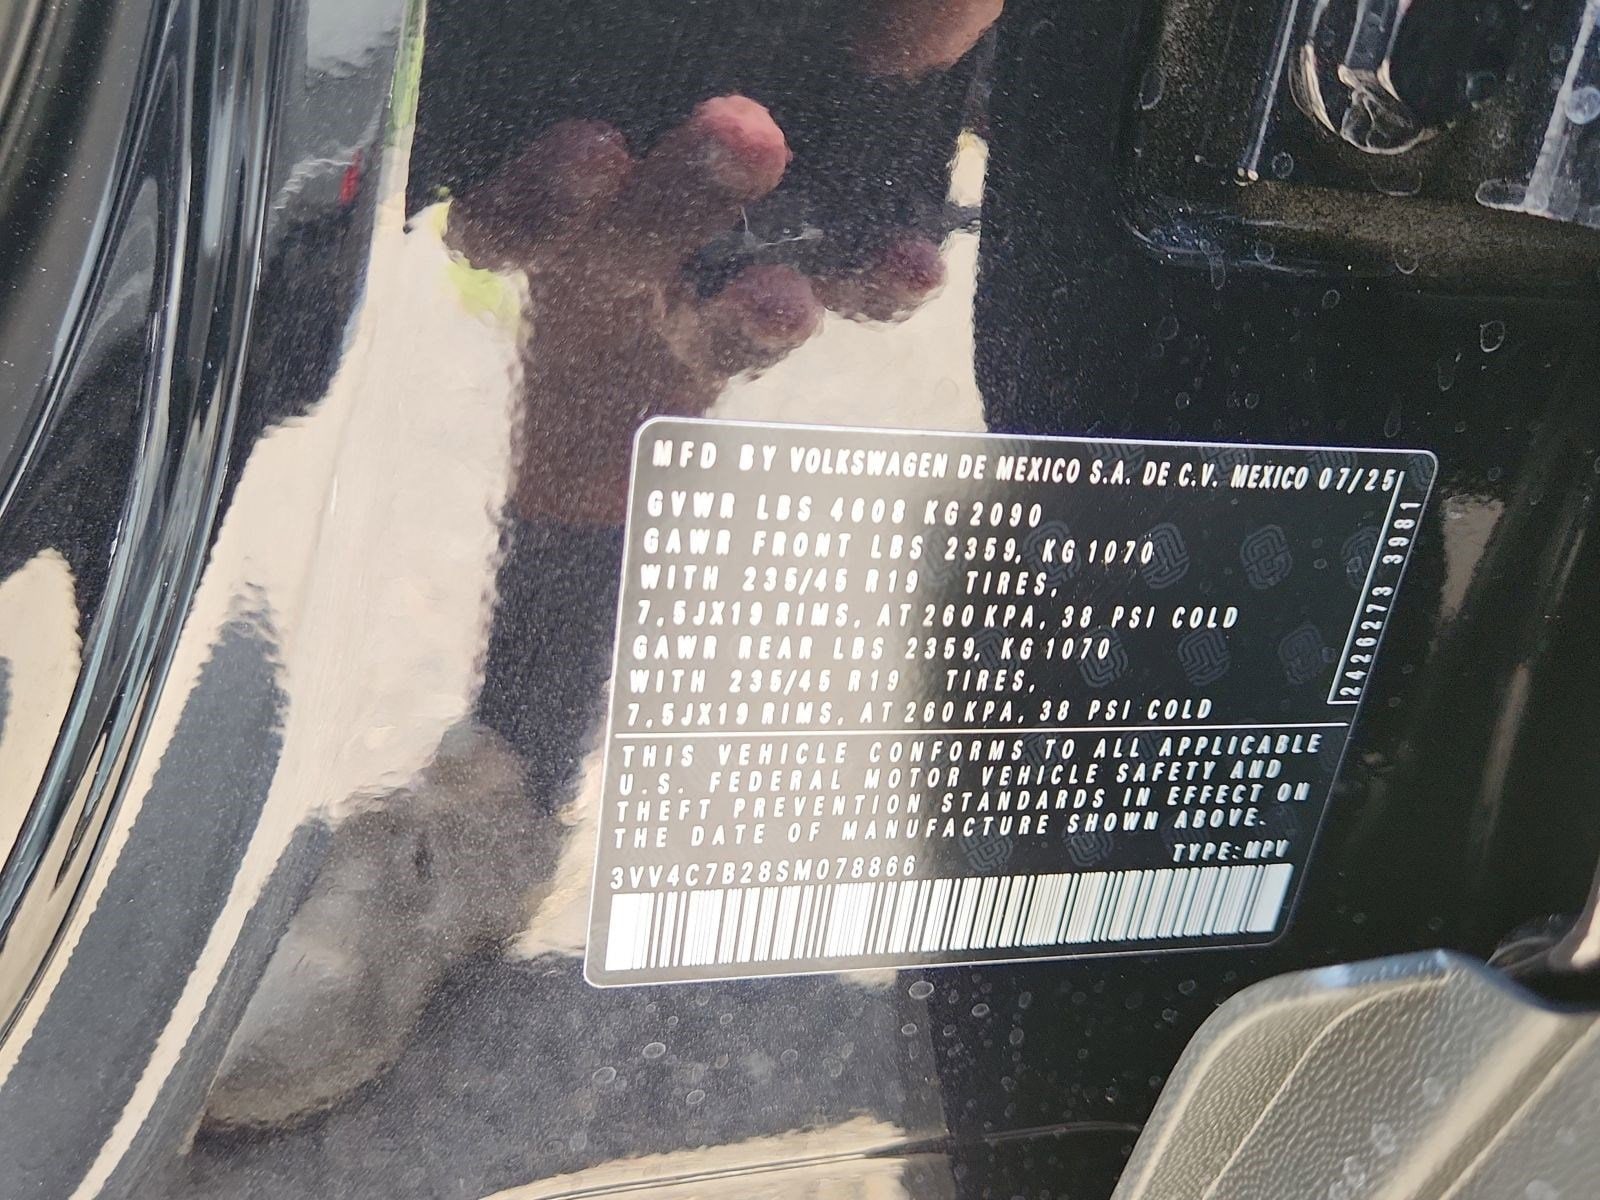 MFD BY VOLKSWAGEN DE MEXICO S.A. DE C.V. MEXICO 07/25
GVWR LBS 4608 KG 2090
GAWR FRONT LBS 2359, KG 1070
WITH 235/45 R19 TIRES,
7,5JX19 RIMS, AT 260 KPA, 38 PSI COLD
GAWR REAR LBS 2359, KG 1070
WITH 235/45 R19 TIRES,
7,5JX19 RIMS, AT 260 KPA, 38 PSI COLD
2426273 3981
THIS VEHICLE CONFORMS TO ALL APPLICABLE
U.S. FEDERAL MOTOR VEHICLE SAFETY AND
THEFT PREVENTION STANDARDS IN EFFECT ON
THE DATE OF MANUFACTURE SHOWN ABOVE.
TYPE:MPV
3VV4C7B28SM078866